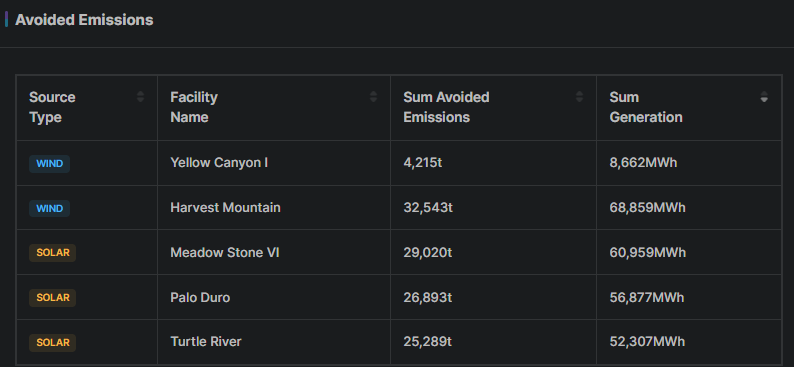 Avoided Emissions
Source Type Facility Name Sum Avoided Emissions Sum Generation
WIND Yellow Canyon I 4,215t 8,662MWh
WIND Harvest Mountain 32,543t 68,859MWh
SOLAR Meadow Stone VI 29,020t 60,959MWh
SOLAR Palo Duro 26,893t 56,877MWh
SOLAR Turtle River 25,289t 52,307MWh